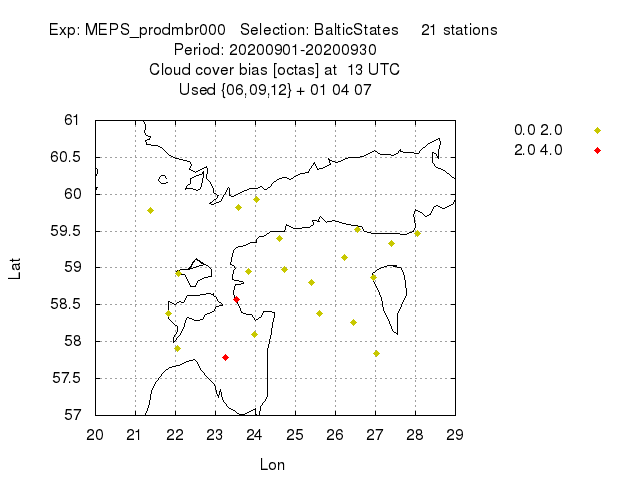 Exp: MEPS_prodmbr000 Selection: BalticStates 21 stations
Period: 20200901-20200930
Cloud cover bias [octas] at 13 UTC
Used {06,09,12} + 01 04 07
0.0 2.0
2.0 4.0
61
60.5
60
59.5
59
58.5
58
57.5
57
Lat
20 21 22 23 24 25 26 27 28 29
Lon